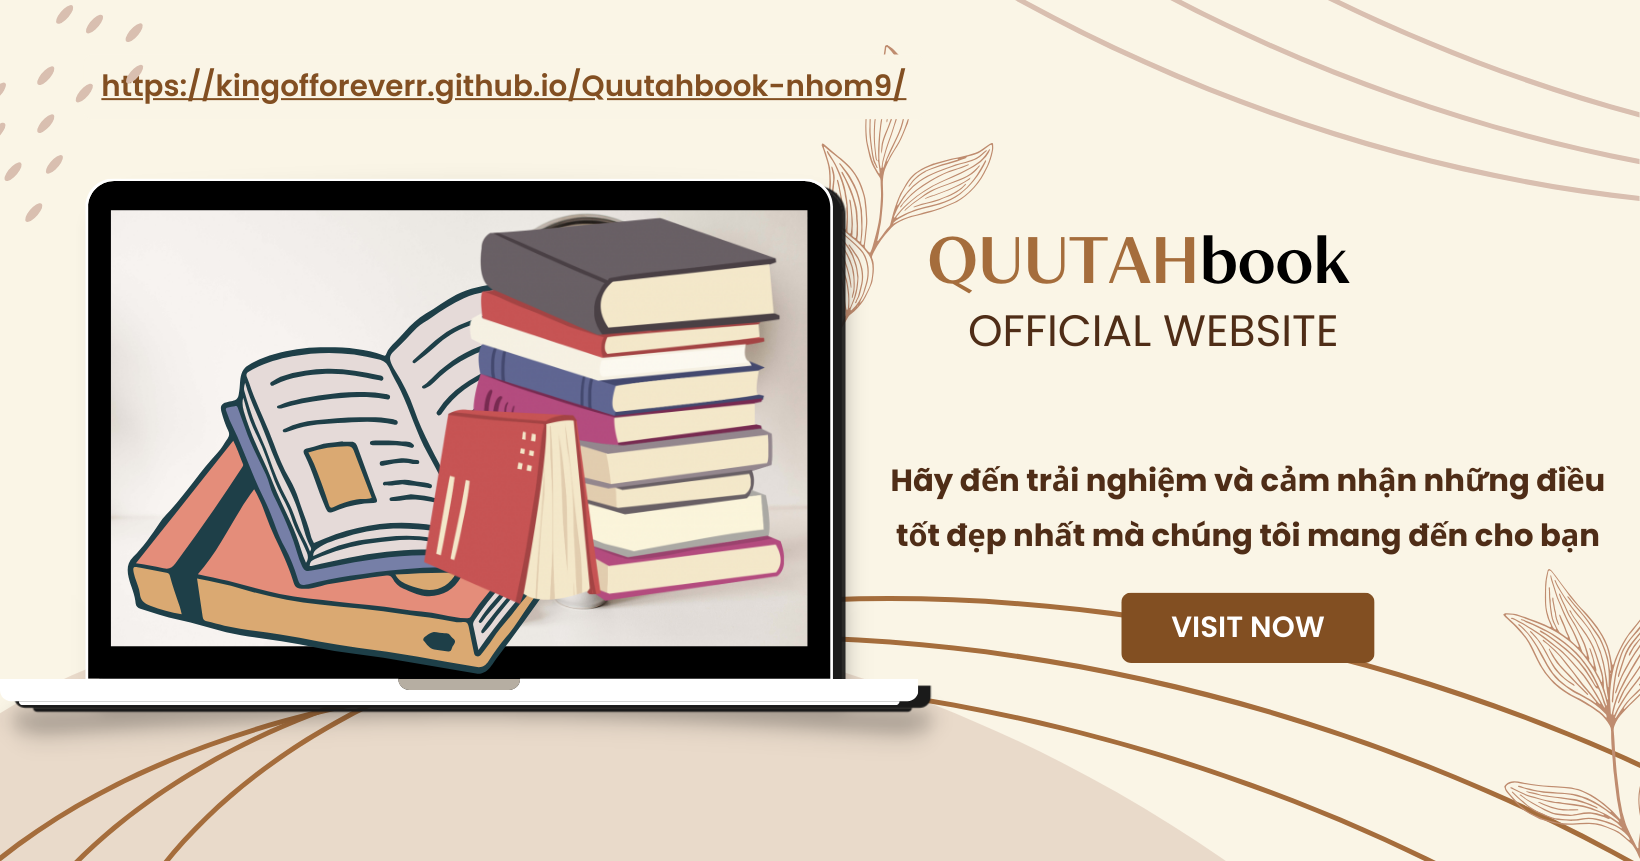 https://kingofforeverr.github.io/Quutahbook-nhom9/
QUUTAHbook
OFFICIAL WEBSITE
Hãy đến trải nghiệm và cảm nhận những điều
tốt đẹp nhất mà chúng tôi mang đến cho bạn
VISIT NOW